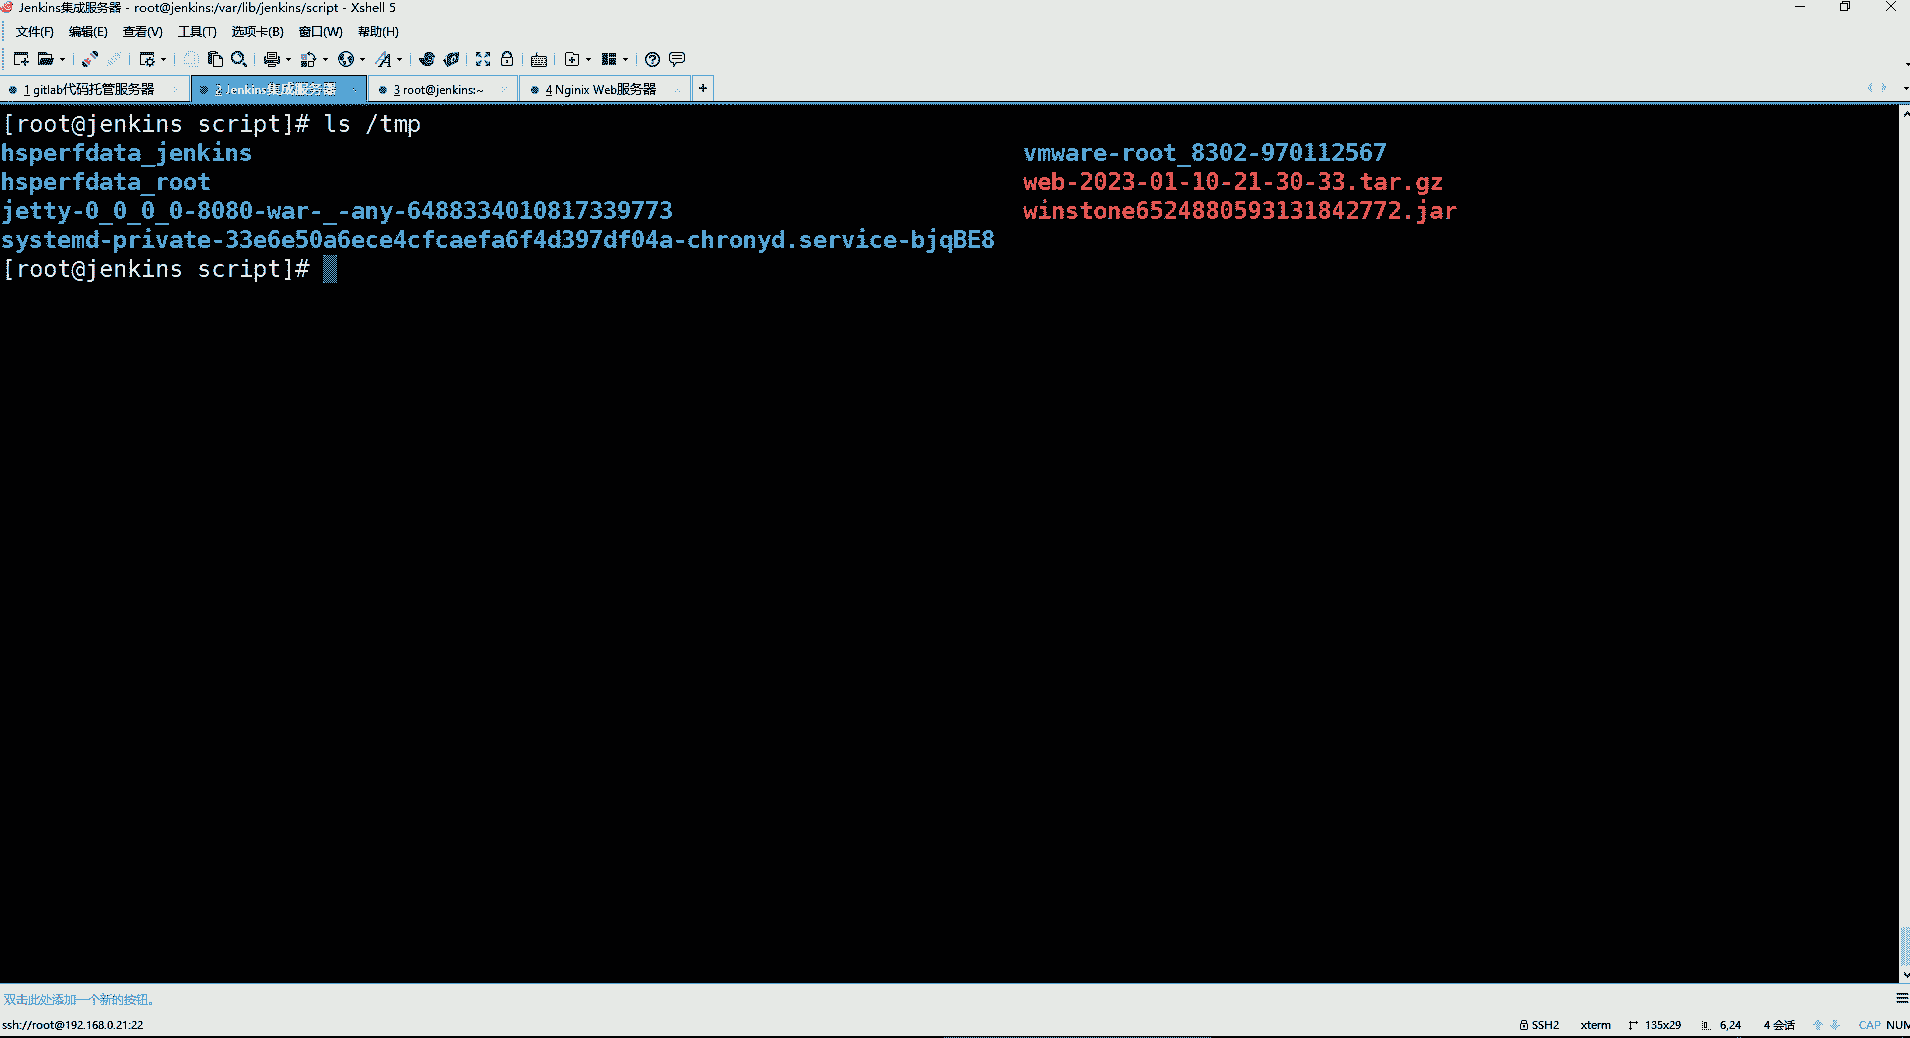 Jenkins集成服务器 - root@jenkins:/var/lib/jenkins/script - Xshell 5
文件(F) 编辑(E) 查看(V) 工具(T) 选项卡(B) 窗口(W) 帮助(H)
1 gitlab代码托管服务器 2 Jenkins集成服务器 3 root@jenkins:~ 4 Nginix Web服务器 +
[root@jenkins script]# ls /tmp
hsperfdata_jenkins vmware-root_8302-970112567
hsperfdata_root web-2023-01-10-21-30-33.tar.gz
jetty-0_0_0_0-8080-war-_-any-6488334010817339773 winstone6524880593131842772.jar
systemd-private-33e6e50a6ece4cfcaefa6f4d397df04a-chronyd.service-bjqBE8
[root@jenkins script]#
双击此处添加一个新的按钮。
ssh://root@192.168.0.21:22 SSH2 xterm 135x29 6,24 4 会话 CAP NUM